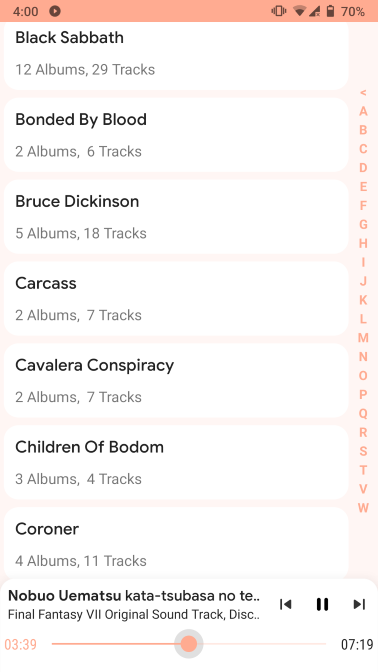 4:00
70%
Black Sabbath
12 Albums, 29 Tracks
Bonded By Blood
2 Albums,  6 Tracks
Bruce Dickinson
5 Albums, 18 Tracks
Carcass
2 Albums,  7 Tracks
Cavalera Conspiracy
2 Albums,  7 Tracks
Children Of Bodom
3 Albums,  4 Tracks
Coroner
4 Albums, 11 Tracks
<
A
B
C
D
E
F
G
H
I
J
K
L
M
N
O
P
Q
R
S
T
V
W
Nobuo Uematsu kata-tsubasa no te..
Final Fantasy VII Original Sound Track, Disc..
03:39
07:19